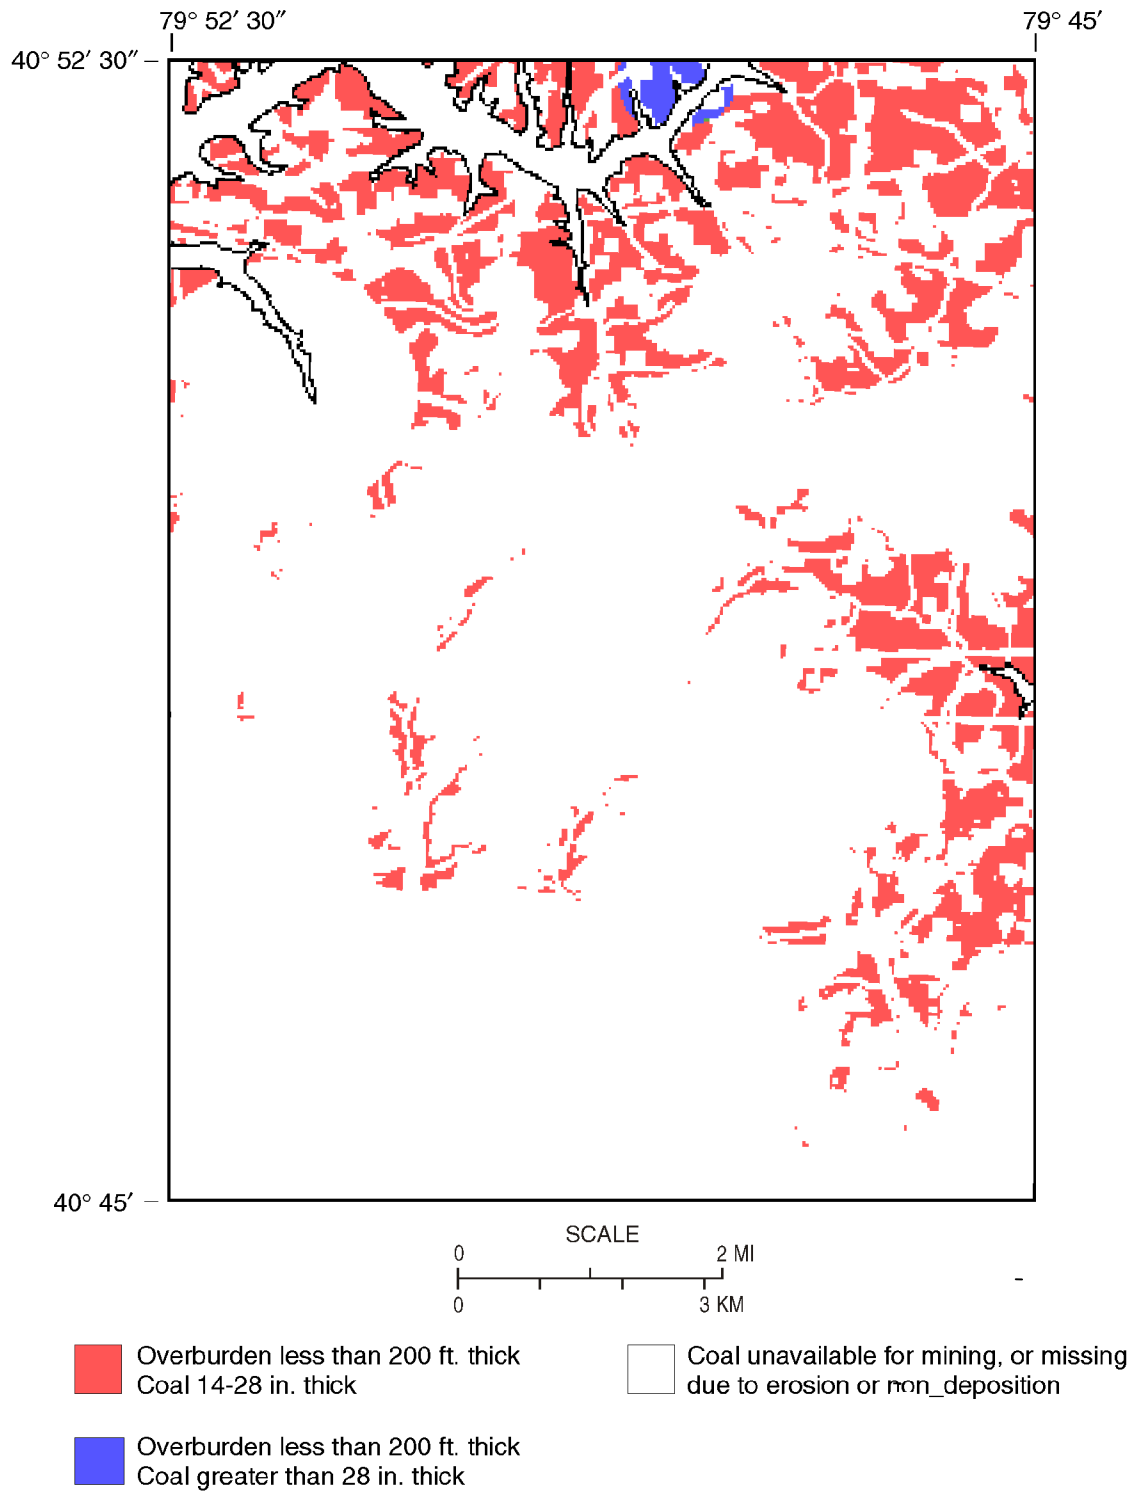 79° 52′ 30″
79° 45′
40° 52′ 30″
40° 45′
SCALE
0 2 MI
0 3 KM
Overburden less than 200 ft. thick
Coal 14-28 in. thick
Coal unavailable for mining, or missing
due to erosion or non_deposition
Overburden less than 200 ft. thick
Coal greater than 28 in. thick